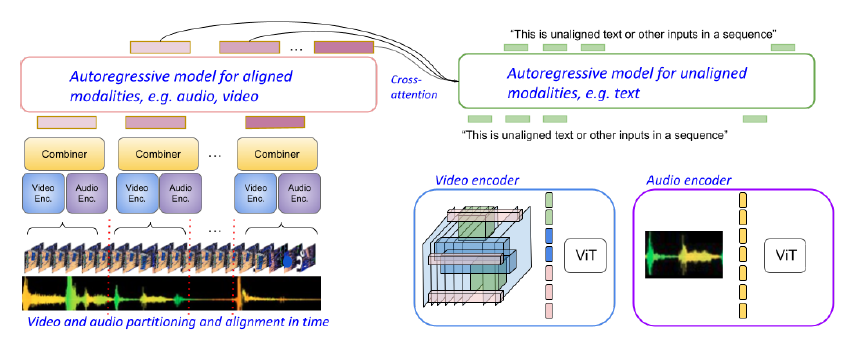 “This is unaligned text or other inputs in a sequence”
...
Autoregressive model for aligned
modalities, e.g. audio, video
Cross-
attention
Autoregressive model for unaligned
modalities, e.g. text
“This is unaligned text or other inputs in a sequence”
Combiner
Combiner
...
Combiner
Video
Enc.
Audio
Enc.
Video
Enc.
Audio
Enc.
Video
Enc.
Audio
Enc.
...
Video and audio partitioning and alignment in time
Video encoder
ViT
Audio encoder
ViT